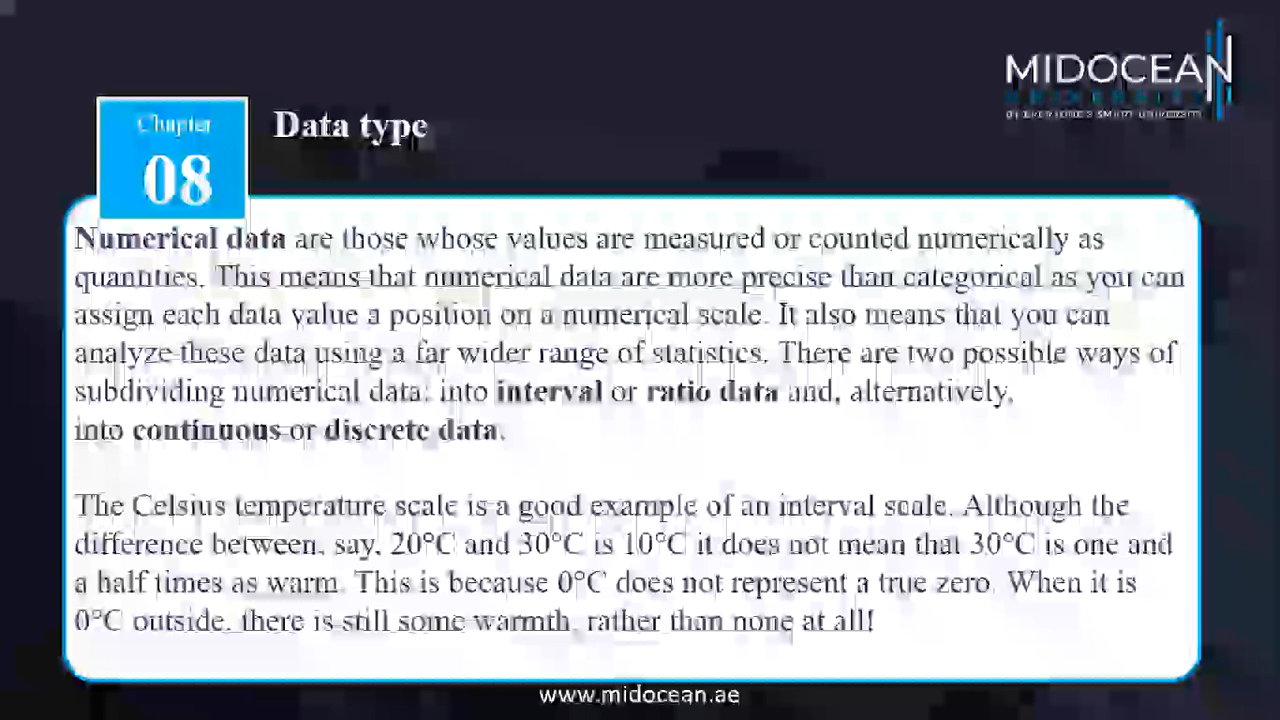 MIDOCEAN
Chapter
08
Data type
Numerical data are those whose values are measured or counted numerically as
quantities. This means that numerical data are more precise than categorical as you can
assign each data value a position on a numerical scale. It also means that you can
analyze these data using a far wider range of statistics. There are two possible ways of
subdividing numerical data: into interval or ratio data and, alternatively,
into continuous or discrete data.
The Celsius temperature scale is a good example of an interval scale. Although the
difference between, say, 20°C and 30°C is 10°C it does not mean that 30°C is one and
a half times as warm. This is because 0°C does not represent a true zero. When it is
0°C outside, there is still some warmth, rather than none at all!
www.midocean.ae